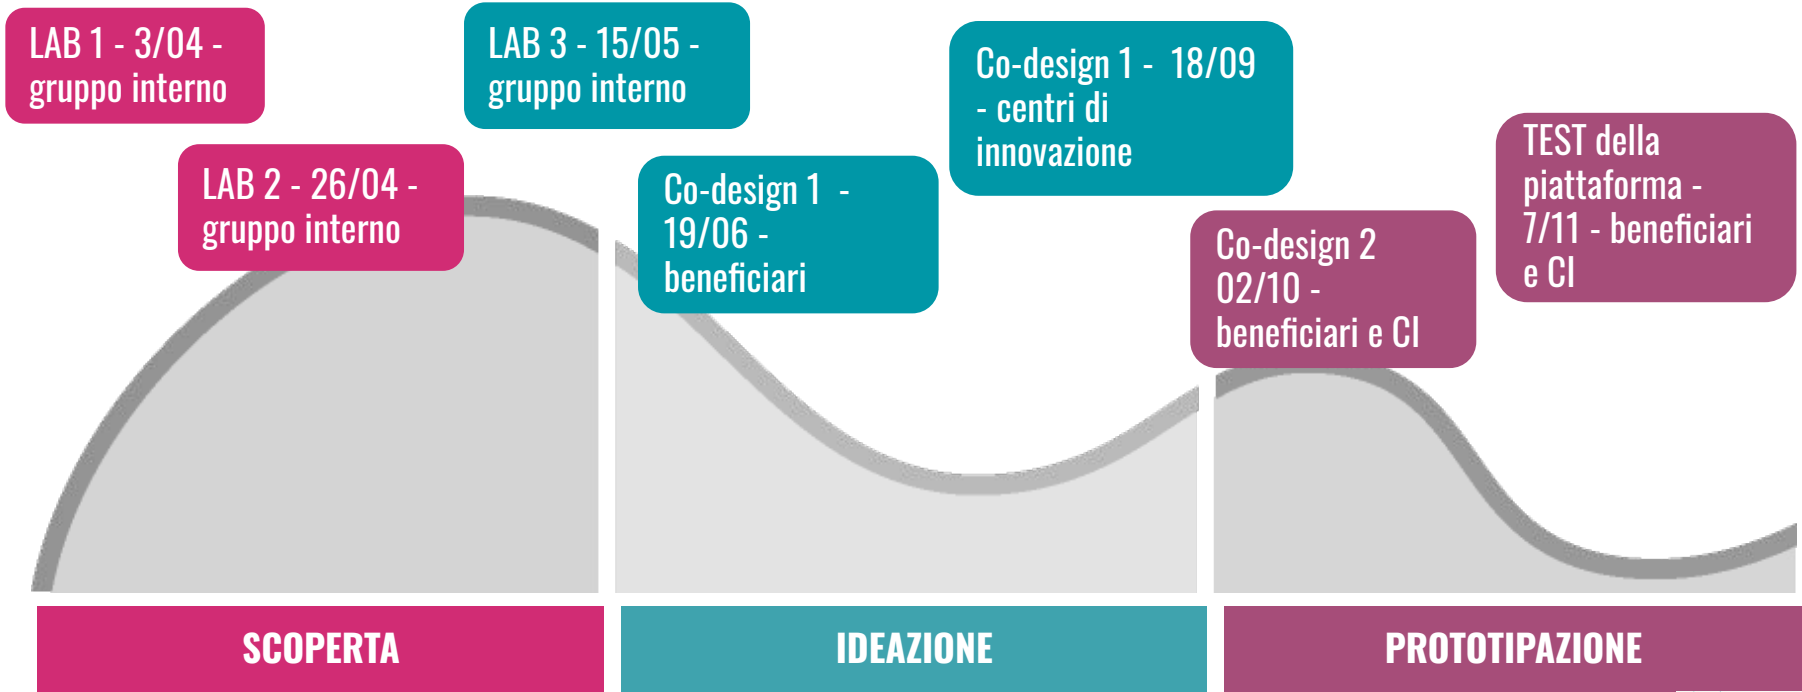 LAB 1 - 3/04 -
gruppo interno
LAB 2 - 26/04 -
gruppo interno
LAB 3 - 15/05 -
gruppo interno
Co-design 1 -
19/06 -
beneficiari
Co-design 1 - 18/09
- centri di
innovazione
Co-design 2
02/10 -
beneficiari e CI
TEST della
piattaforma -
7/11 - beneficiari
e CI
SCOPERTA
IDEAZIONE
PROTOTIPAZIONE